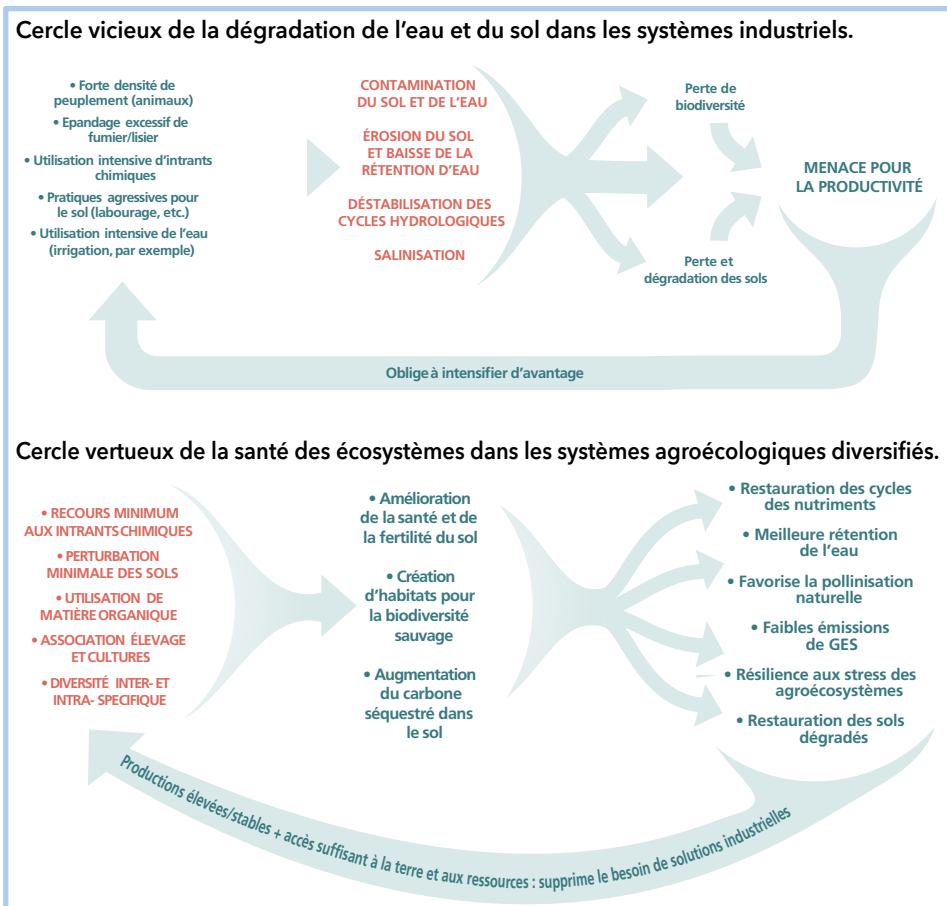 Cercle vicieux de la dégradation de l'eau et du sol dans les systèmes industriels.
• Forte densité de
peuplement (animaux)
• Epandage excessif de
fumier/lisier
• Utilisation intensive d'intrants
chimiques
• Pratiques agressives pour
le sol (labourage, etc.)
• Utilisation intensive de l'eau
(irrigation, par exemple)
CONTAMINATION
DU SOL ET DE L'EAU
ÉROSION DU SOL
ET BAISSE DE LA
RÉTENTION D'EAU
DÉSTABILISATION DES
CYCLES HYDROLOGIQUES
SALINISATION
Perte de
biodiversité
Perte et
dégradation des sols
MENACE POUR
LA PRODUCTIVITÉ
Oblige à intensifier d'avantage
Cercle vertueux de la santé des écosystèmes dans les systèmes agroécologiques diversifiés.
• RECOURS MINIMUM
AUX INTRANTS CHIMIQUES
• PERTURBATION
MINIMALE DES SOLS
• UTILISATION DE
MATIÈRE ORGANIQUE
• ASSOCIATION ÉLEVAGE
ET CULTURES
• DIVERSITÉ INTER- ET
INTRA- SPECIFIQUE
• Amélioration
de la santé et de
la fertilité du sol
• Création
d'habitats pour
la biodiversité
sauvage
• Augmentation
du carbone
séquestré dans
le sol
• Restauration des cycles
des nutriments
• Meilleure rétention
de l'eau
• Favorise la pollinisation
naturelle
• Faibles émissions
de GES
• Résilience aux stress des
agroécosystèmes
• Restauration des sols
dégradés
Productions élevées/stables + accès suffisant à la terre et aux ressources : supprime le besoin de solutions industrielles